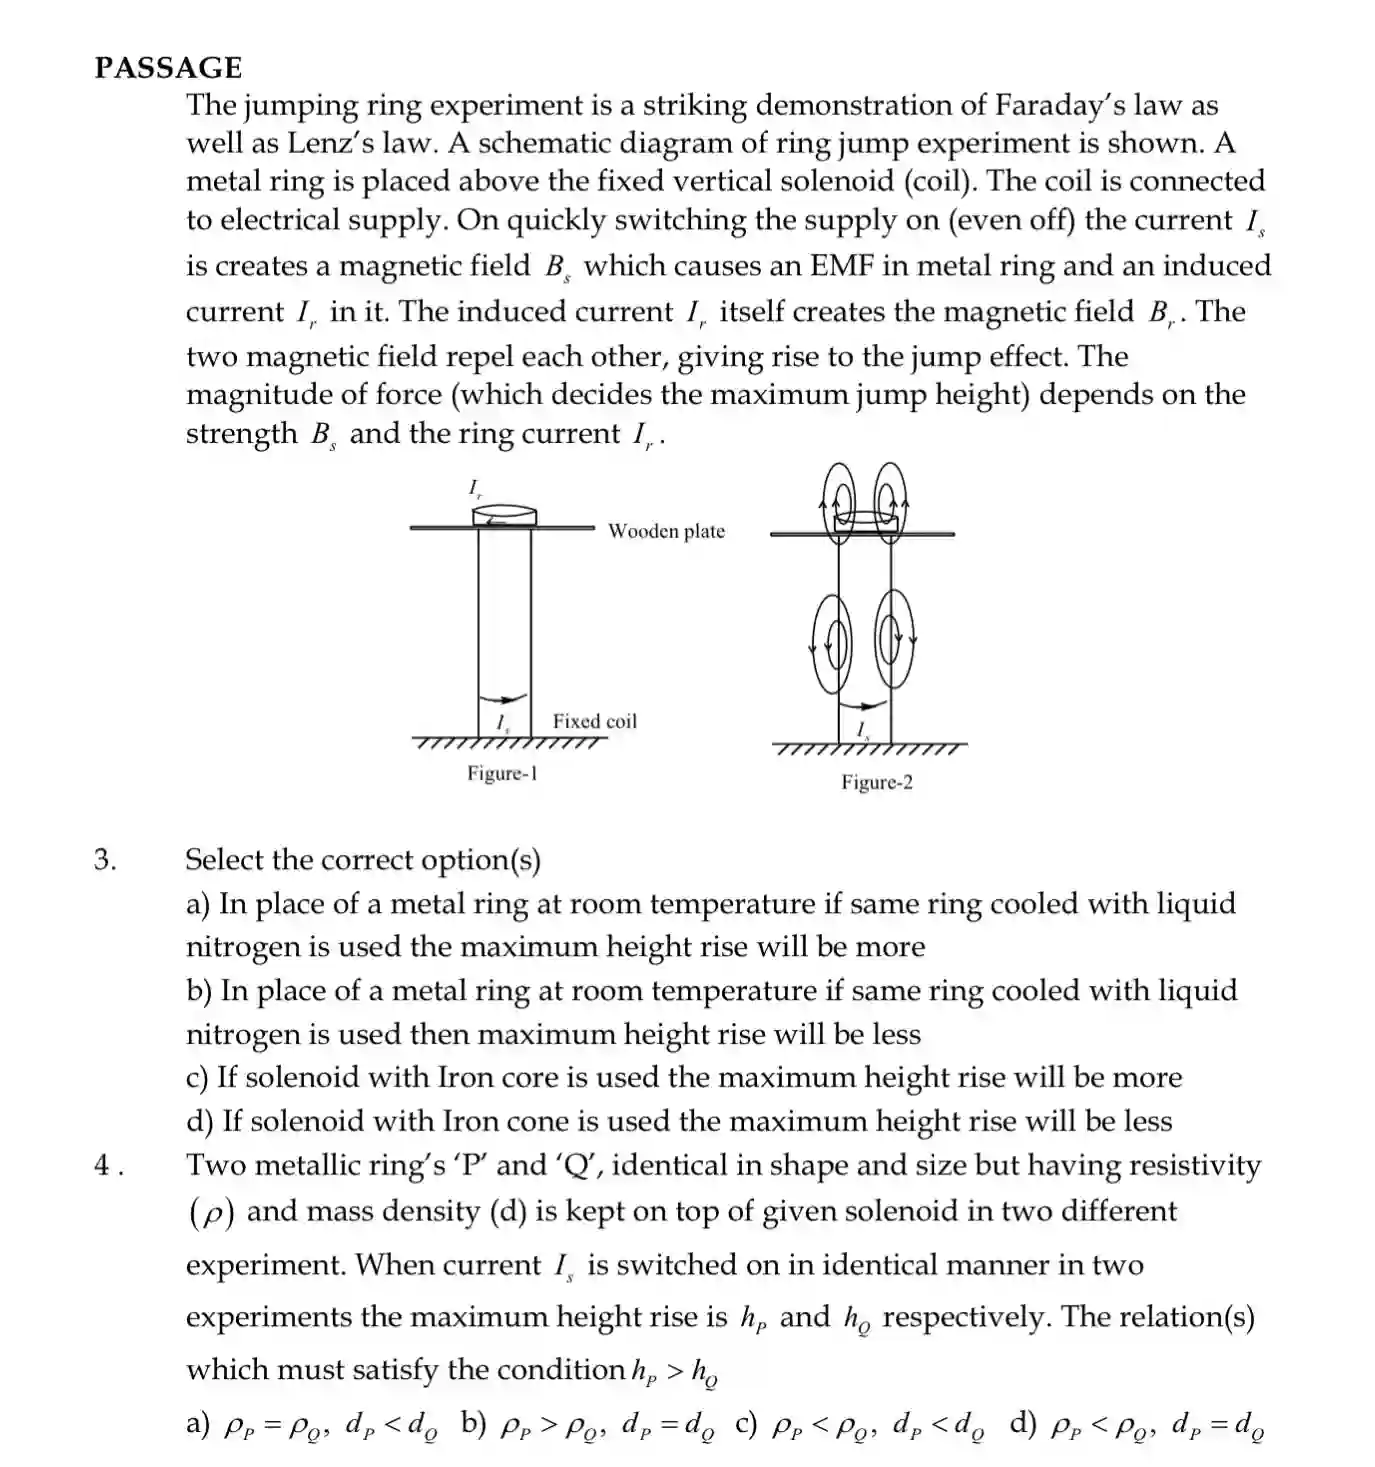 PASSAGE
The jumping ring experiment is a striking demonstration of Faraday's law as
well as Lenz's law. A schematic diagram of ring jump experiment is shown. A
metal ring is placed above the fixed vertical solenoid (coil). The coil is connected
to electrical supply. On quickly switching the supply on (even off) the current I_s
is creates a magnetic field B_s which causes an EMF in metal ring and an induced
current I_r in it. The induced current I_r itself creates the magnetic field B_r. The
two magnetic field repel each other, giving rise to the jump effect. The
magnitude of force (which decides the maximum jump height) depends on the
strength B_s and the ring current I_r.
I_r
Wooden plate
I_s Fixed coil
Figure-1
I_s
Figure-2
3. Select the correct option(s)
a) In place of a metal ring at room temperature if same ring cooled with liquid
nitrogen is used the maximum height rise will be more
b) In place of a metal ring at room temperature if same ring cooled with liquid
nitrogen is used then maximum height rise will be less
c) If solenoid with Iron core is used the maximum height rise will be more
d) If solenoid with Iron cone is used the maximum height rise will be less
4 . Two metallic ring's 'P' and 'Q', identical in shape and size but having resistivity
(ρ) and mass density (d) is kept on top of given solenoid in two different
experiment. When current I_s is switched on in identical manner in two
experiments the maximum height rise is h_P and h_Q respectively. The relation(s)
which must satisfy the condition h_P > h_Q
a) ρ_P = ρ_Q, d_P < d_Q b) ρ_P > ρ_Q, d_P = d_Q c) ρ_P < ρ_Q, d_P < d_Q d) ρ_P < ρ_Q, d_P = d_Q